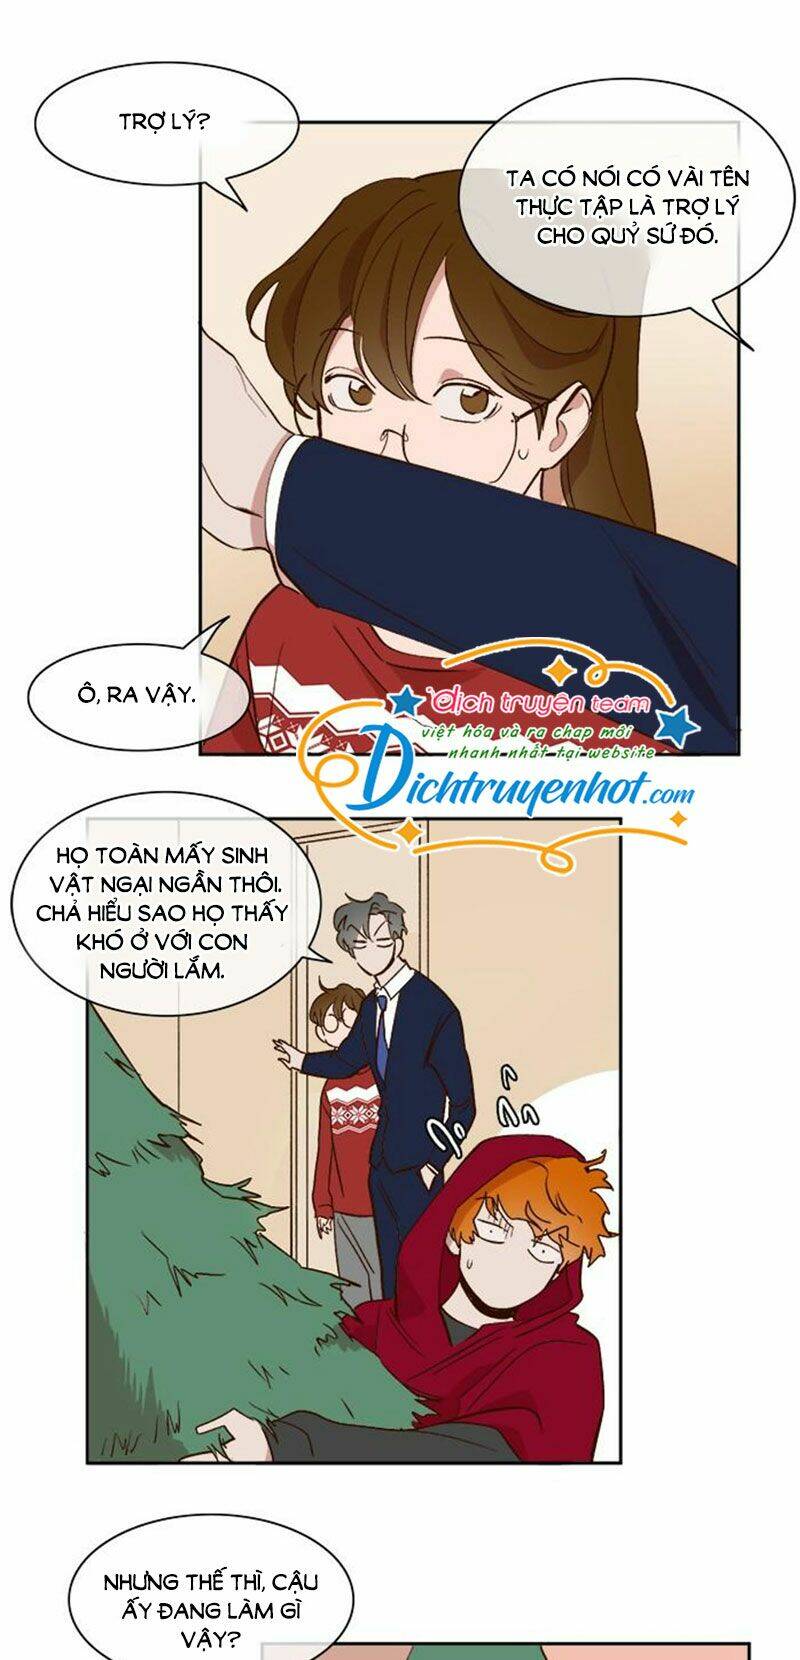 TRỢ LÝ?
TA CÓ NÓI CÓ VÀI TÊN
THỰC TẬP LÀ TRỢ LÝ
CHO QUỶ SỨ ĐÓ.
Ô, RA VẬY.
Dịch truyện team
việt hóa và ra chap mới
nhanh nhất tại website
Dichtruyenhot.com
HỌ TOÀN MẤY SINH
VẬT NGẠI NGẦN THÔI.
CHẢ HIỂU SAO HỌ THẤY
KHÓ Ở VỚI CON
NGƯỜI LẮM.
NHƯNG THẾ THÌ, CẬU
ẤY ĐANG LÀM GÌ
VẬY?